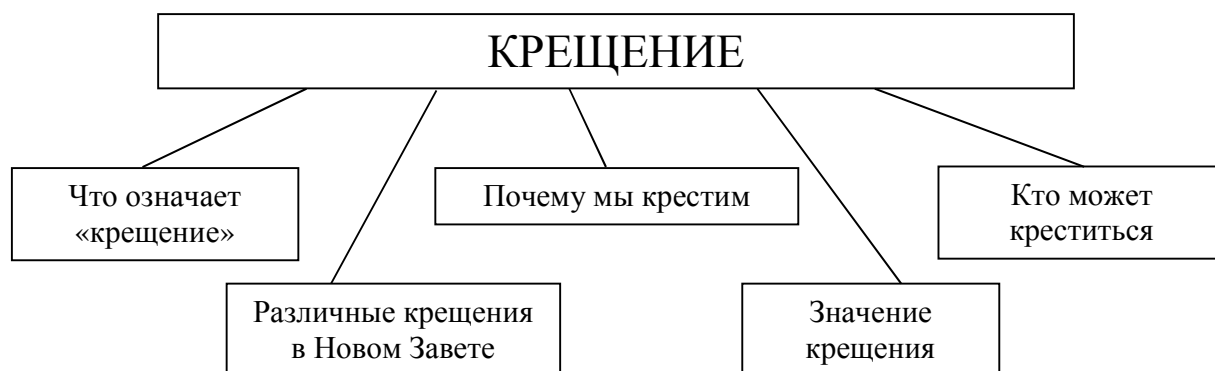 КРЕЩЕНИЕ
Что означает
«крещение»
Почему мы крестим
Кто может
креститься
Различные крещения
в Новом Завете
Значение
крещения